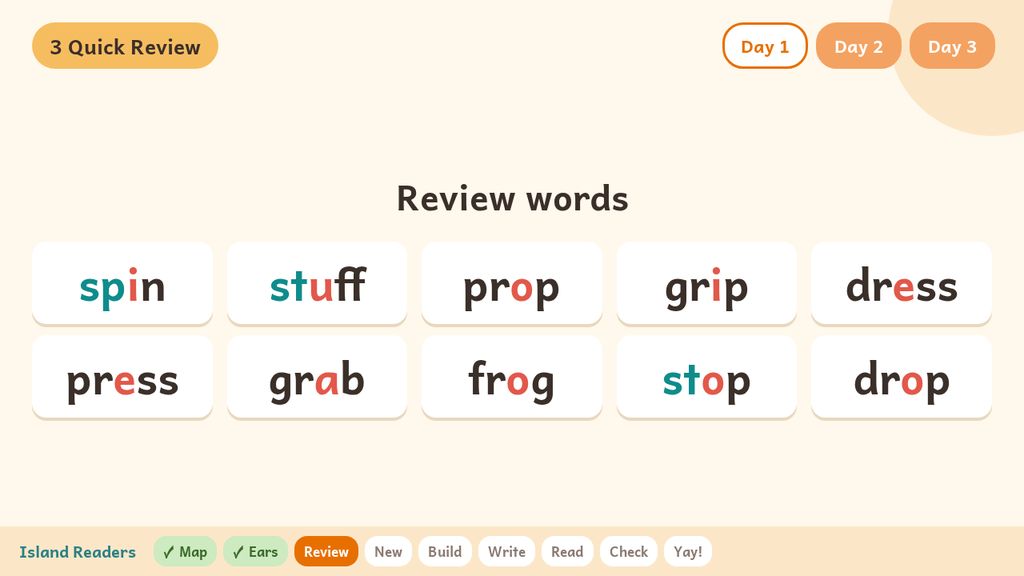 3 Quick Review
Day 1 Day 2 Day 3
Review words
spin stuff prop grip dress
press grab frog stop drop
Island Readers ✓ Map ✓ Ears Review New Build Write Read Check Yay!